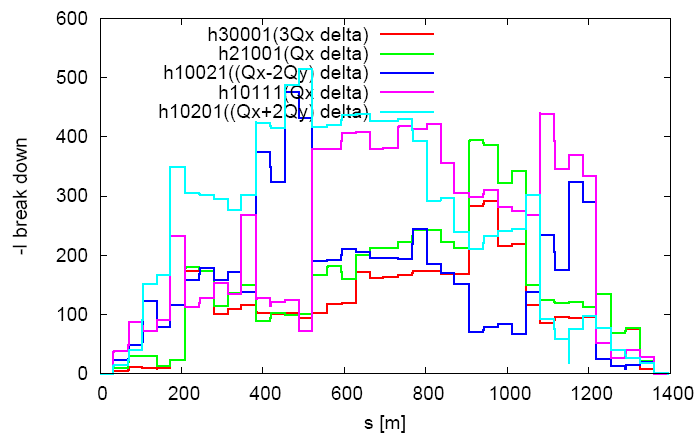 600
500
400
300
200
100
0
-I break down
h30001(3Qx delta)
h21001(Qx delta)
h10021((Qx-2Qy) delta)
h10111(Qx delta)
h10201((Qx+2Qy) delta)
0 200 400 600 800 1000 1200 1400
s [m]